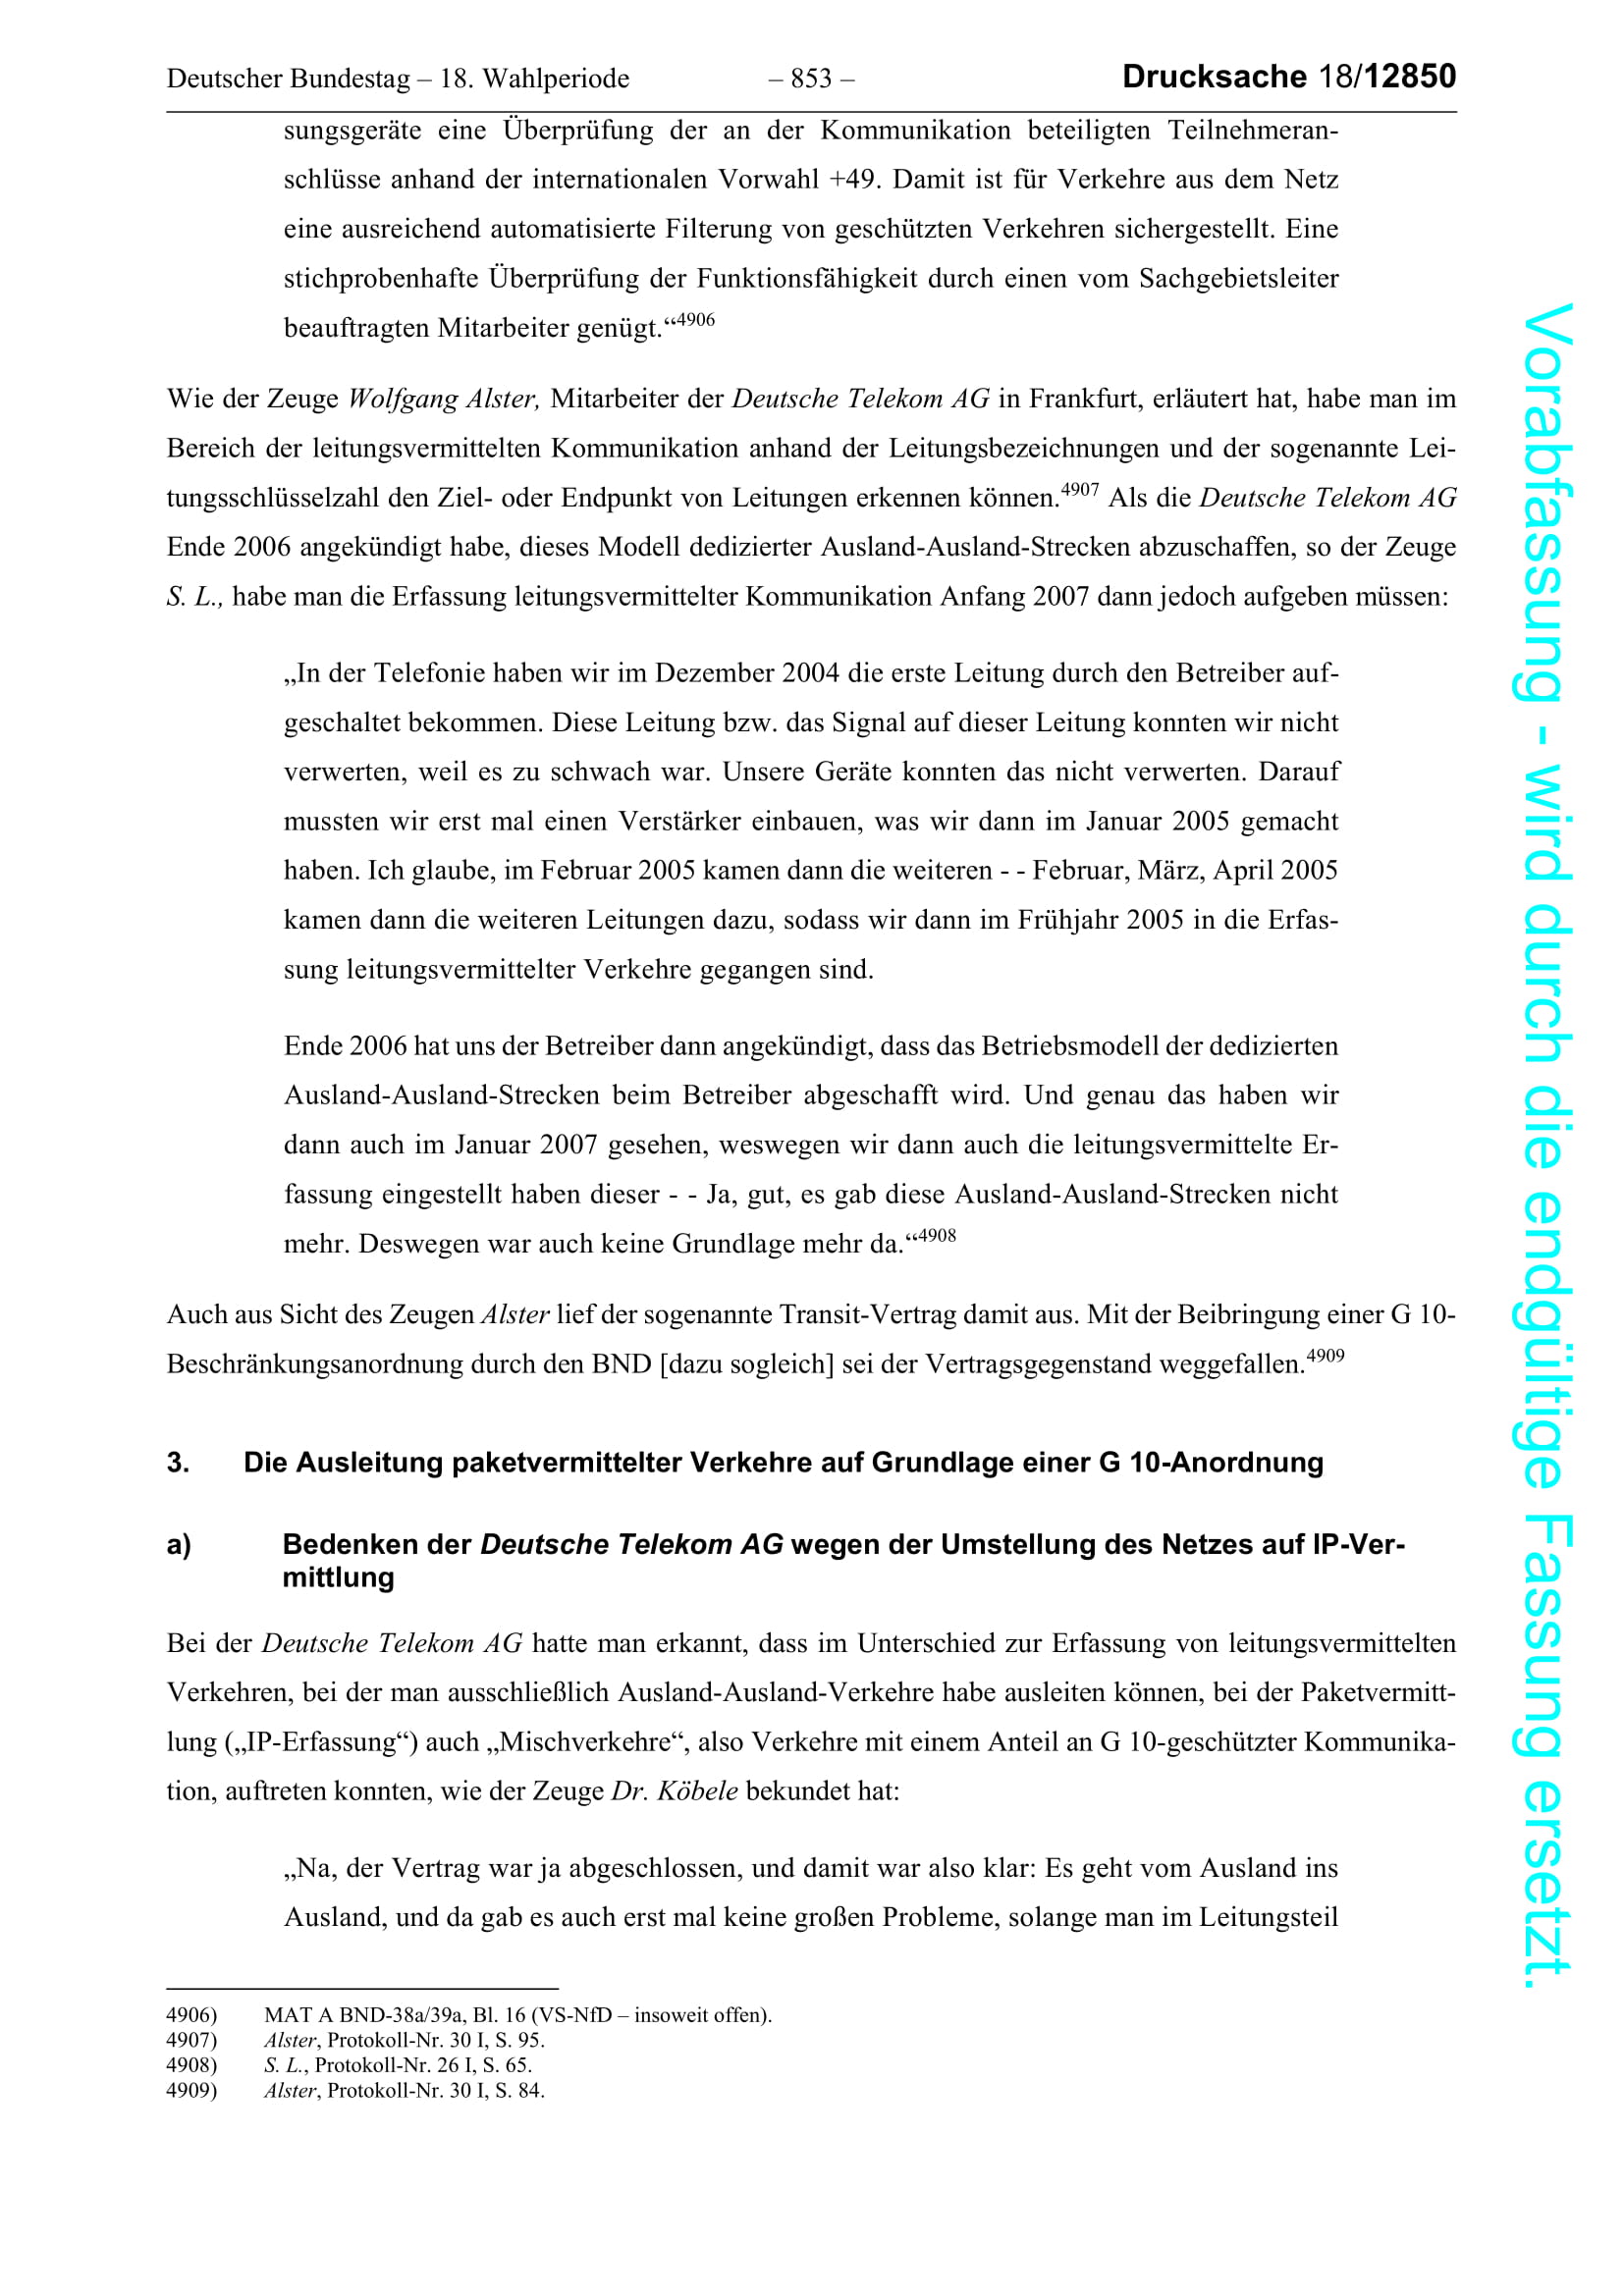 Deutscher Bundestag – 18. Wahlperiode – 853 – Drucksache 18/12850
sungsgeräte eine Überprüfung der an der Kommunikation beteiligten Teilnehmeran-
schlüsse anhand der internationalen Vorwahl +49. Damit ist für Verkehre aus dem Netz
eine ausreichend automatisierte Filterung von geschützten Verkehren sichergestellt. Eine
stichprobenhafte Überprüfung der Funktionsfähigkeit durch einen vom Sachgebietsleiter
beauftragten Mitarbeiter genügt.“4906
Wie der Zeuge Wolfgang Alster, Mitarbeiter der Deutsche Telekom AG in Frankfurt, erläutert hat, habe man im
Bereich der leitungsvermittelten Kommunikation anhand der Leitungsbezeichnungen und der sogenannte Lei-
tungsschlüsselzahl den Ziel- oder Endpunkt von Leitungen erkennen können.4907 Als die Deutsche Telekom AG
Ende 2006 angekündigt habe, dieses Modell dedizierter Ausland-Ausland-Strecken abzuschaffen, so der Zeuge
S. L., habe man die Erfassung leitungsvermittelter Kommunikation Anfang 2007 dann jedoch aufgeben müssen:
„In der Telefonie haben wir im Dezember 2004 die erste Leitung durch den Betreiber auf-
geschaltet bekommen. Diese Leitung bzw. das Signal auf dieser Leitung konnten wir nicht
verwerten, weil es zu schwach war. Unsere Geräte konnten das nicht verwerten. Darauf
mussten wir erst mal einen Verstärker einbauen, was wir dann im Januar 2005 gemacht
haben. Ich glaube, im Februar 2005 kamen dann die weiteren - - Februar, März, April 2005
kamen dann die weiteren Leitungen dazu, sodass wir dann im Frühjahr 2005 in die Erfas-
sung leitungsvermittelter Verkehre gegangen sind.
Ende 2006 hat uns der Betreiber dann angekündigt, dass das Betriebsmodell der dedizierten
Ausland-Ausland-Strecken beim Betreiber abgeschafft wird. Und genau das haben wir
dann auch im Januar 2007 gesehen, weswegen wir dann auch die leitungsvermittelte Er-
fassung eingestellt haben dieser - - Ja, gut, es gab diese Ausland-Ausland-Strecken nicht
mehr. Deswegen war auch keine Grundlage mehr da.“4908
Auch aus Sicht des Zeugen Alster lief der sogenannte Transit-Vertrag damit aus. Mit der Beibringung einer G 10-
Beschränkungsanordnung durch den BND [dazu sogleich] sei der Vertragsgegenstand weggefallen.4909
3. Die Ausleitung paketvermittelter Verkehre auf Grundlage einer G 10-Anordnung
a) Bedenken der Deutsche Telekom AG wegen der Umstellung des Netzes auf IP-Ver-
mittlung
Bei der Deutsche Telekom AG hatte man erkannt, dass im Unterschied zur Erfassung von leitungsvermittelten
Verkehren, bei der man ausschließlich Ausland-Ausland-Verkehre habe ausleiten können, bei der Paketvermitt-
lung („IP-Erfassung“) auch „Mischverkehre“, also Verkehre mit einem Anteil an G 10-geschützter Kommunika-
tion, auftreten konnten, wie der Zeuge Dr. Köbele bekundet hat:
„Na, der Vertrag war ja abgeschlossen, und damit war also klar: Es geht vom Ausland ins
Ausland, und da gab es auch erst mal keine großen Probleme, solange man im Leitungsteil
4906) MAT A BND-38a/39a, Bl. 16 (VS-NfD – insoweit offen).
4907) Alster, Protokoll-Nr. 30 I, S. 95.
4908) S. L., Protokoll-Nr. 26 I, S. 65.
4909) Alster, Protokoll-Nr. 30 I, S. 84.
Vorabfassung - wird durch die endgültige Fassung ersetzt.